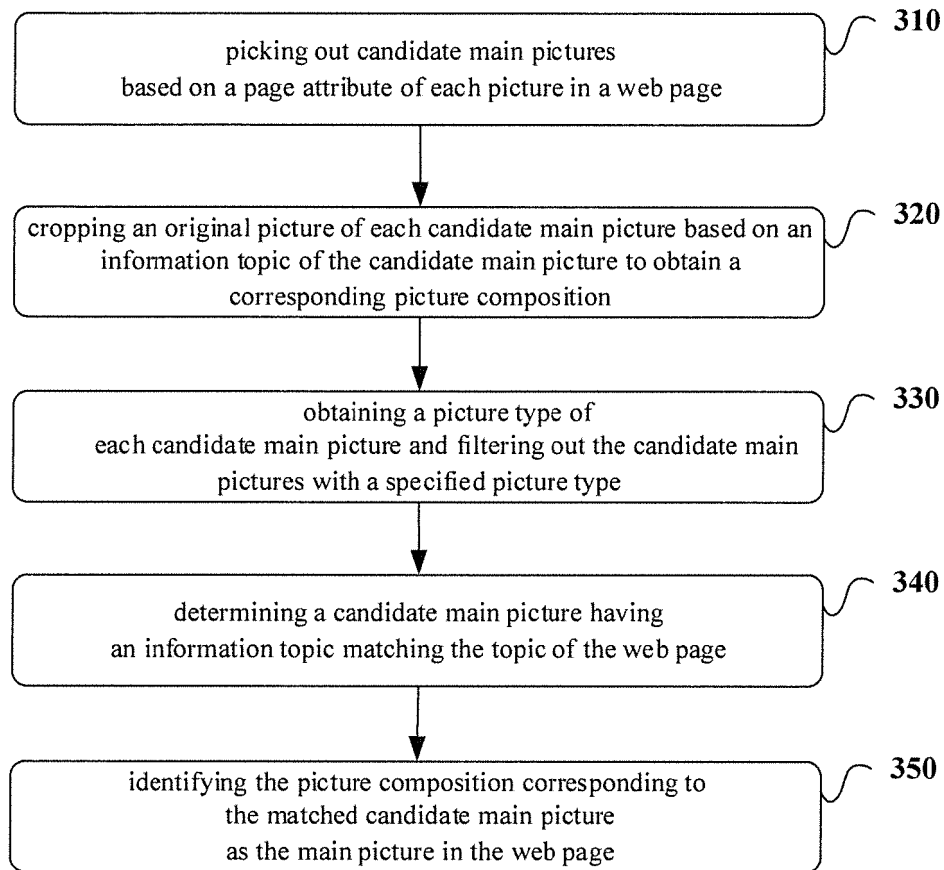 310
picking out candidate main pictures
based on a page attribute of each picture in a web page
320
cropping an original picture of each candidate main picture based on an
information topic of the candidate main picture to obtain a
corresponding picture composition
330
obtaining a picture type of
each candidate main picture and filtering out the candidate main
pictures with a specified picture type
340
determining a candidate main picture having
an information topic matching the topic of the web page
350
identifying the picture composition corresponding to
the matched candidate main picture
as the main picture in the web page